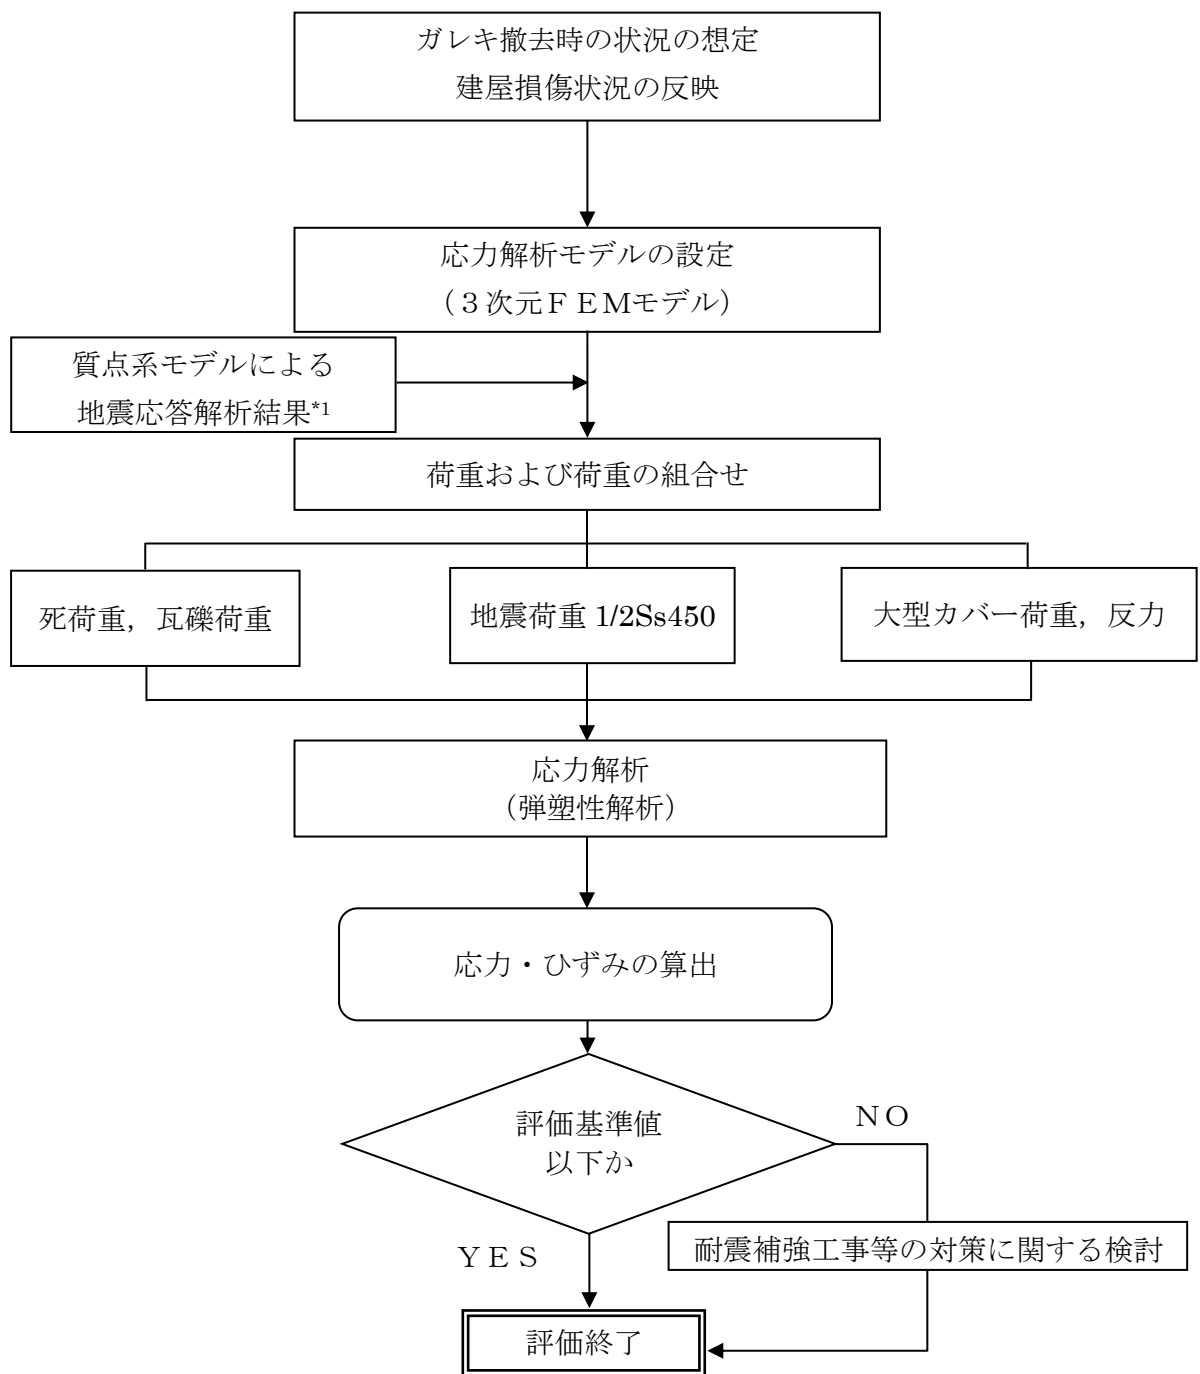 ガレキ撤去時の状況の想定
建屋損傷状況の反映
応力解析モデルの設定
（３次元ＦＥＭモデル）
質点系モデルによる
地震応答解析結果*1
荷重および荷重の組合せ
死荷重，瓦礫荷重
地震荷重 1/2Ss450
大型カバー荷重，反力
応力解析
（弾塑性解析）
応力・ひずみの算出
評価基準値
以下か
ＮＯ
ＹＥＳ
耐震補強工事等の対策に関する検討
評価終了